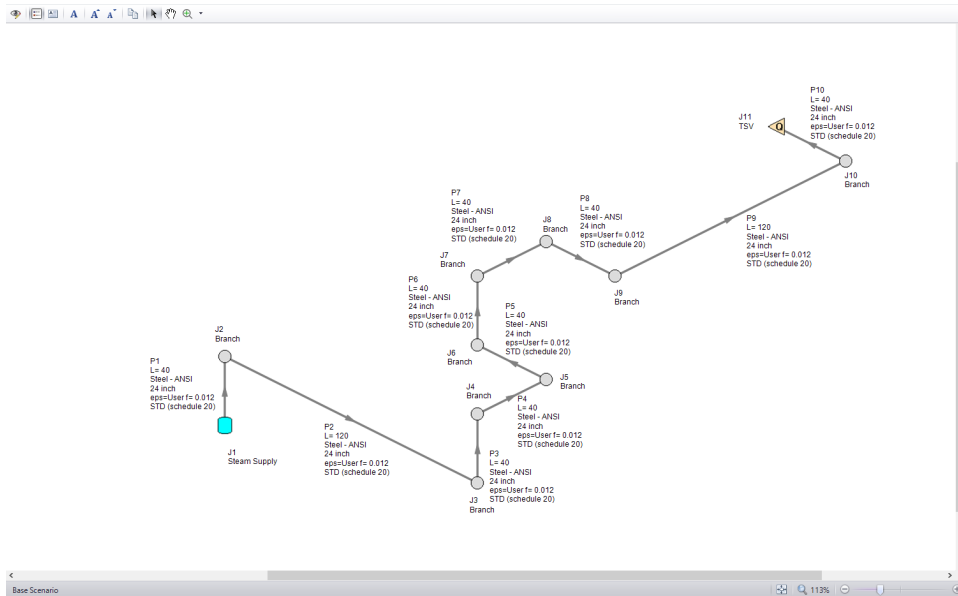 A A A
P10
L= 40
Steel - ANSI
24 inch
eps=User f= 0.012
STD (schedule 20)
J11
TSV
Q
J10
Branch
P7
L= 40
Steel - ANSI
24 inch
eps=User f= 0.012
STD (schedule 20)
J8
Branch
P8
L= 40
Steel - ANSI
24 inch
eps=User f= 0.012
STD (schedule 20)
P9
L= 120
Steel - ANSI
24 inch
eps=User f= 0.012
STD (schedule 20)
J7
Branch
J9
Branch
P6
L= 40
Steel - ANSI
24 inch
eps=User f= 0.012
STD (schedule 20)
P5
L= 40
Steel - ANSI
24 inch
eps=User f= 0.012
STD (schedule 20)
J6
Branch
J5
Branch
J4
Branch
P4
L= 40
Steel - ANSI
24 inch
eps=User f= 0.012
STD (schedule 20)
J2
Branch
P1
L= 40
Steel - ANSI
24 inch
eps=User f= 0.012
STD (schedule 20)
J1
Steam Supply
P2
L= 120
Steel - ANSI
24 inch
eps=User f= 0.012
STD (schedule 20)
P3
L= 40
Steel - ANSI
24 inch
eps=User f= 0.012
STD (schedule 20)
J3
Branch
Base Scenario
113%